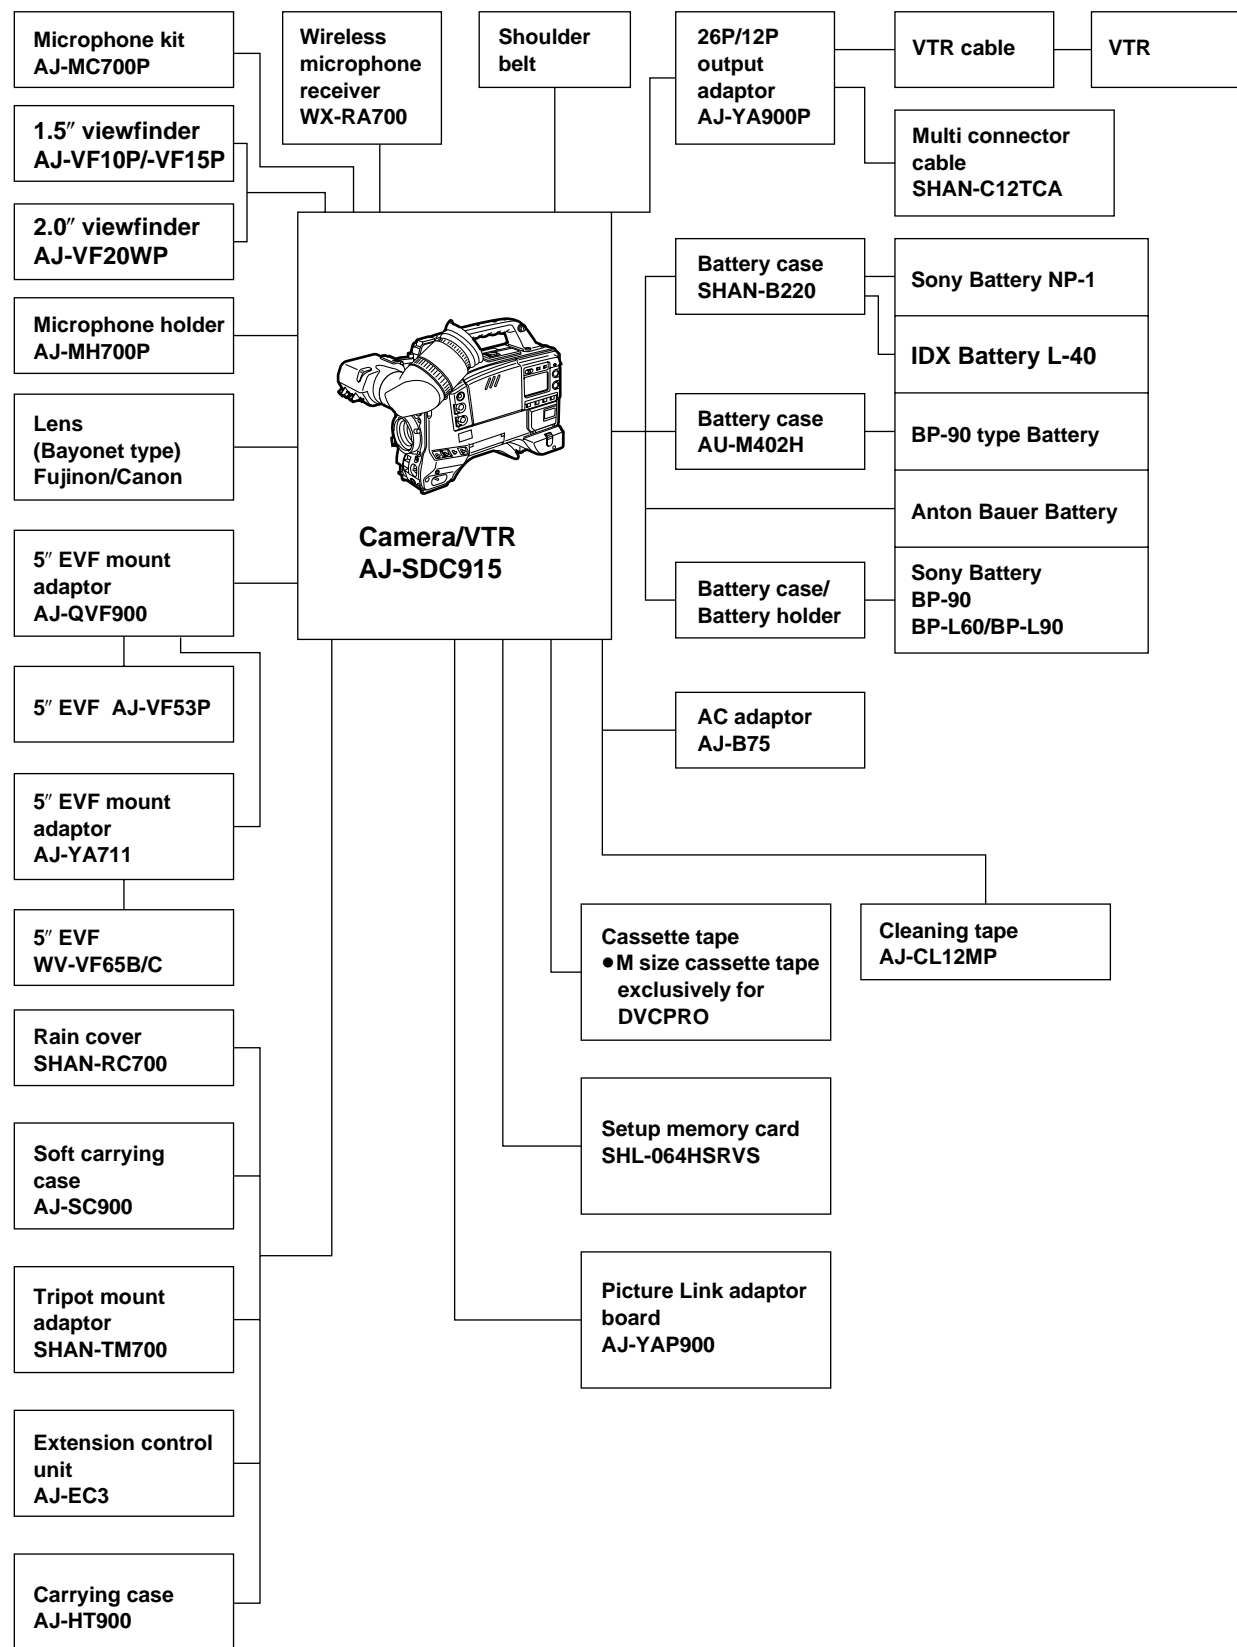 Microphone kit
AJ-MC700P
Wireless
microphone
receiver
WX-RA700
Shoulder
belt
26P/12P
output
adaptor
AJ-YA900P
VTR cable
VTR
Multi connector
cable
SHAN-C12TCA
1.5″ viewfinder
AJ-VF10P/-VF15P
2.0″ viewfinder
AJ-VF20WP
Microphone holder
AJ-MH700P
Lens
(Bayonet type)
Fujinon/Canon
5″ EVF mount
adaptor
AJ-QVF900
5″ EVF AJ-VF53P
5″ EVF mount
adaptor
AJ-YA711
5″ EVF
WV-VF65B/C
Rain cover
SHAN-RC700
Soft carrying
case
AJ-SC900
Tripot mount
adaptor
SHAN-TM700
Extension control
unit
AJ-EC3
Carrying case
AJ-HT900
Camera/VTR
AJ-SDC915
Battery case
SHAN-B220
Sony Battery NP-1
IDX Battery L-40
Battery case
AU-M402H
BP-90 type Battery
Anton Bauer Battery
Battery case/
Battery holder
Sony Battery
BP-90
BP-L60/BP-L90
AC adaptor
AJ-B75
Cassette tape
●M size cassette tape
exclusively for
DVCPRO
Cleaning tape
AJ-CL12MP
Setup memory card
SHL-064HSRVS
Picture Link adaptor
board
AJ-YAP900